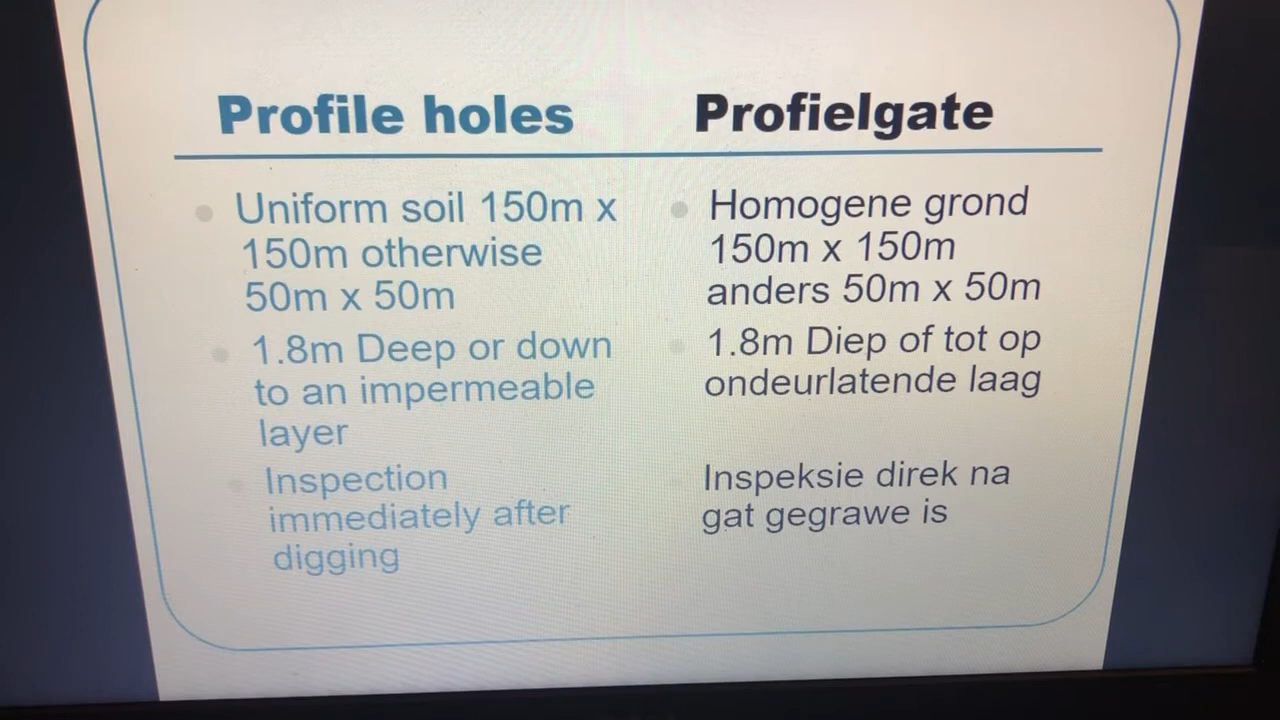 Profile holes
Uniform soil 150m x
150m otherwise
50m x 50m
1.8m Deep or down
to an impermeable
layer
Inspection
immediately after
digging
Profielgate
Homogene grond
150m x 150m
anders 50m x 50m
1.8m Diep of tot op
ondeurlatende laag
Inspeksie direk na
gat gegrawe is